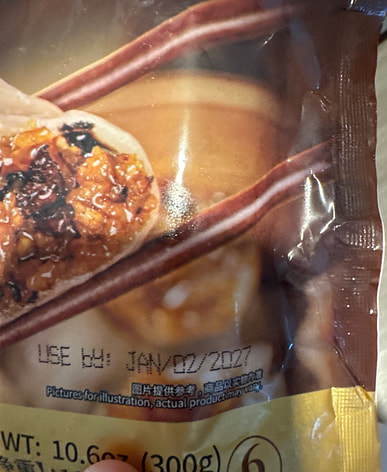 USE by: JAN/02/2027
图片提供参考，商品以实物为准
Pictures for illustration, actual product may vary.
WT: 10.6oz (300g) 6